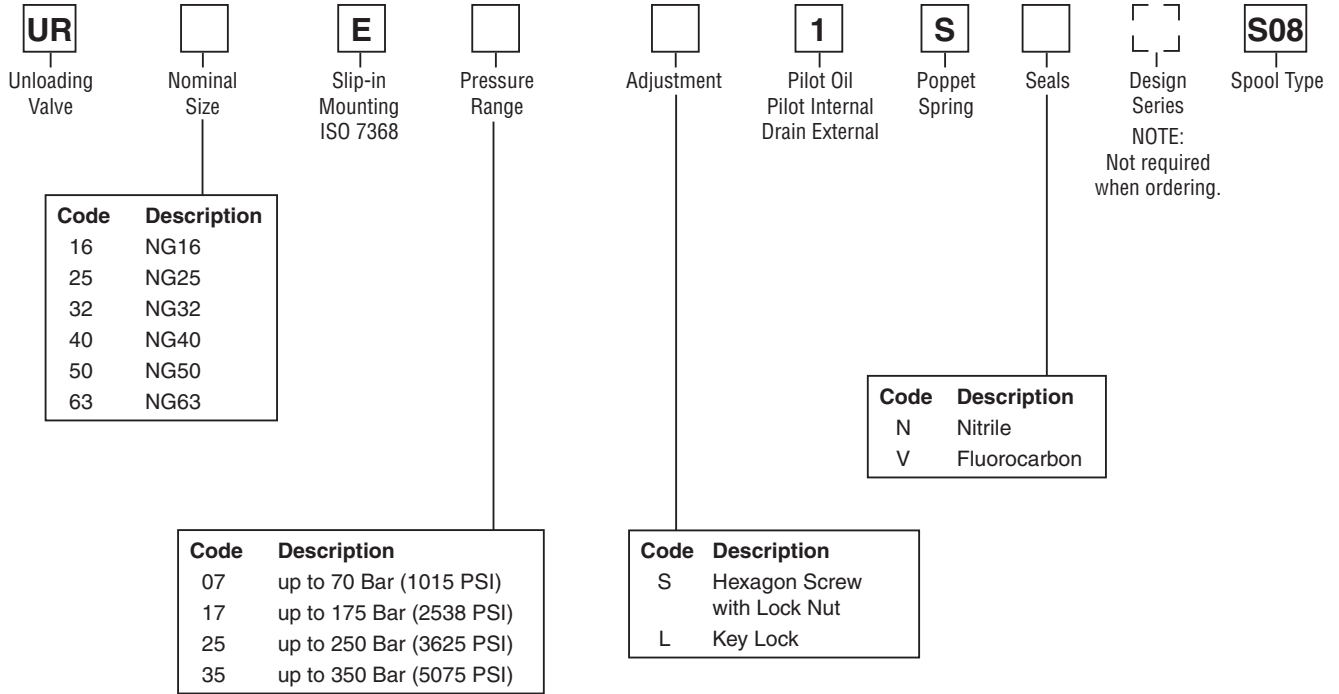 UR E 1 S S08
Unloading
Valve
Nominal
Size
Slip-in
Mounting
ISO 7368
Pressure
Range
Adjustment
Pilot Oil
Pilot Internal
Drain External
Poppet
Spring
Seals
Design
Series
NOTE:
Not required
when ordering.
Spool Type
Code Description
16 NG16
25 NG25
32 NG32
40 NG40
50 NG50
63 NG63
Code Description
N Nitrile
V Fluorocarbon
Code Description
07 up to 70 Bar (1015 PSI)
17 up to 175 Bar (2538 PSI)
25 up to 250 Bar (3625 PSI)
35 up to 350 Bar (5075 PSI)
Code Description
S Hexagon Screw
with Lock Nut
L Key Lock